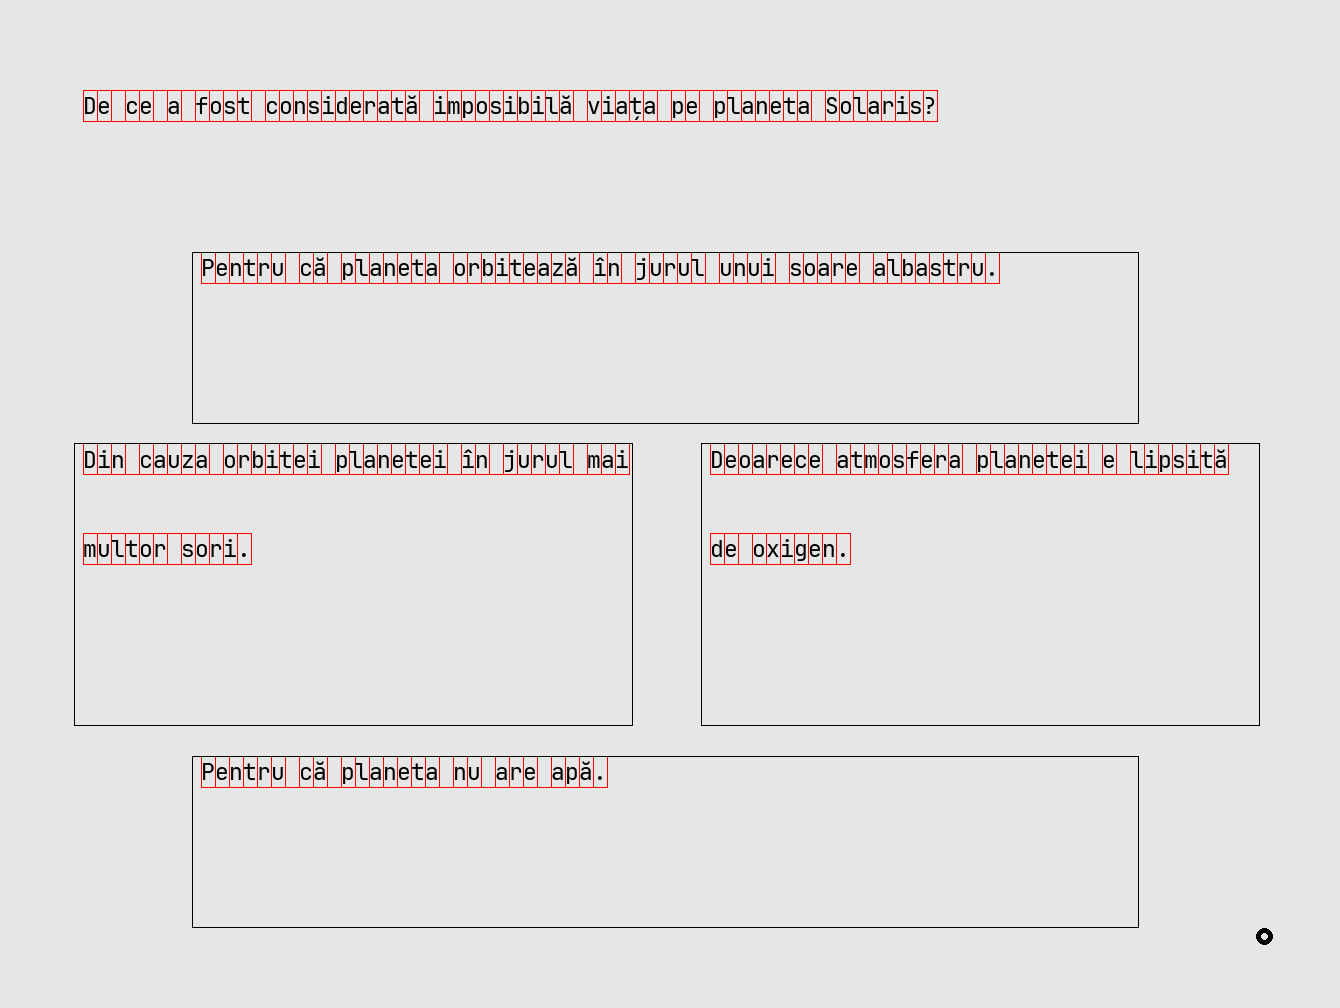 De ce a fost considerată imposibilă viața pe planeta Solaris?
Pentru că planeta orbitează în jurul unui soare albastru.
Din cauza orbitei planetei în jurul mai
multor sori.
Deoarece atmosfera planetei e lipsită
de oxigen.
Pentru că planeta nu are apă.